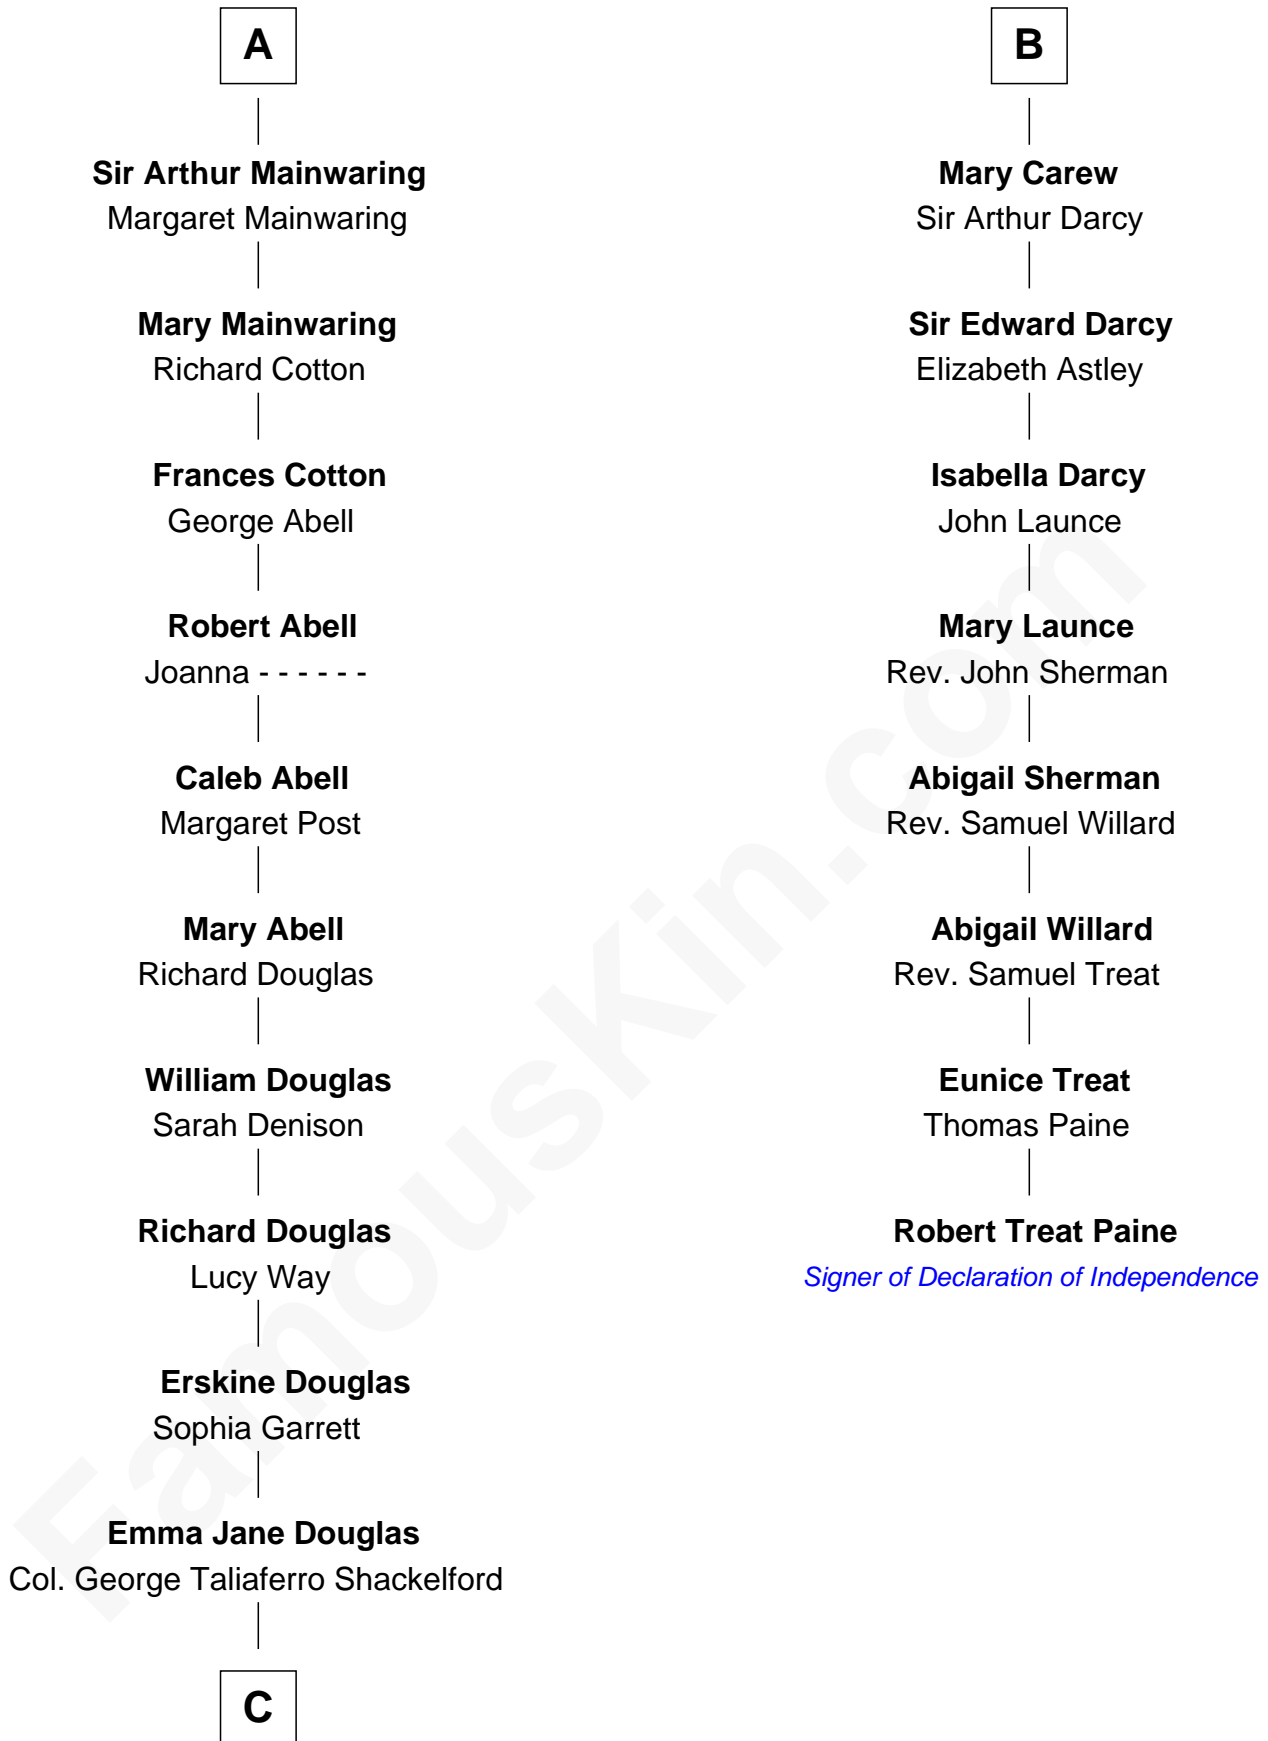 A
Sir Arthur Mainwaring
Margaret Mainwaring
Mary Mainwaring
Richard Cotton
Frances Cotton
George Abell
Robert Abell
Joanna - - - - - -
Caleb Abell
Margaret Post
Mary Abell
Richard Douglas
William Douglas
Sarah Denison
Richard Douglas
Lucy Way
Erskine Douglas
Sophia Garrett
Emma Jane Douglas
Col. George Taliaferro Shackelford
C
B
Mary Carew
Sir Arthur Darcy
Sir Edward Darcy
Elizabeth Astley
Isabella Darcy
John Launce
Mary Launce
Rev. John Sherman
Abigail Sherman
Rev. Samuel Willard
Abigail Willard
Rev. Samuel Treat
Eunice Treat
Thomas Paine
Robert Treat Paine
Signer of Declaration of Independence
FamousKin.com